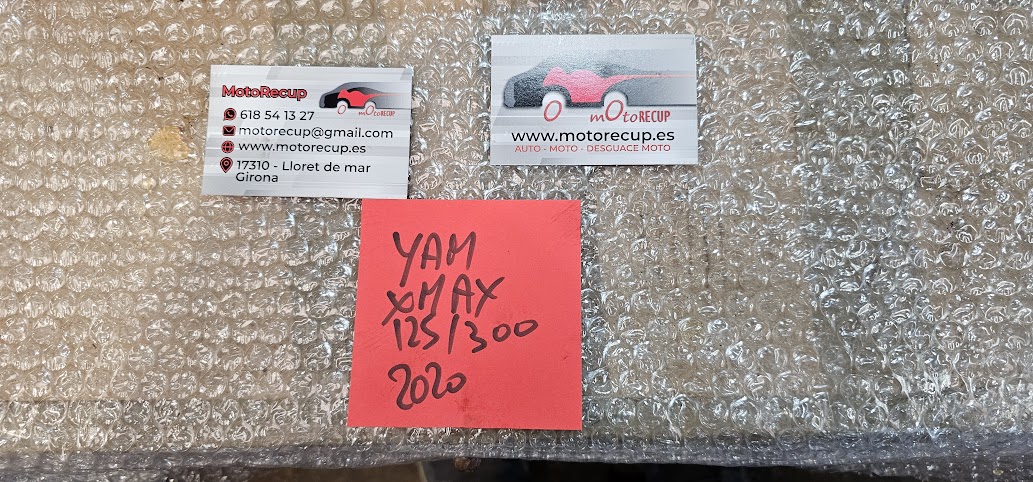 MotoRecup
mOtoRECUP
618 54 13 27
motorecup@gmail.com
www.motorecup.es
17310 - Lloret de mar
Girona
mOtoRECUP
www.motorecup.es
AUTO - MOTO - DESGUACE MOTO
YAM
XMAX
125/300
2020